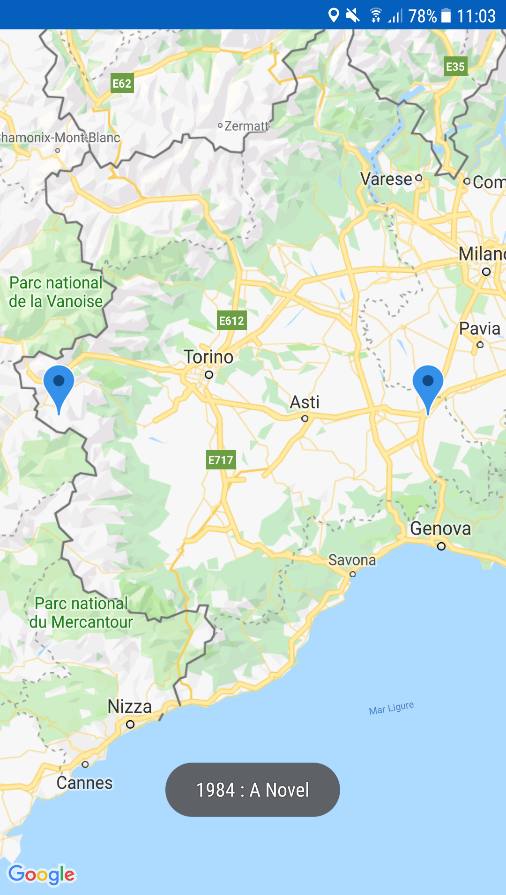 78% 11:03
E62
E35
Chamonix-Mont-Blanc
Zermatt
Varese
Com
Milano
Parc national
de la Vanoise
E612
Pavia
Torino
Asti
E717
Genova
Savona
Parc national
du Mercantour
Nizza
Mar Ligure
Cannes
1984 : A Novel
Google